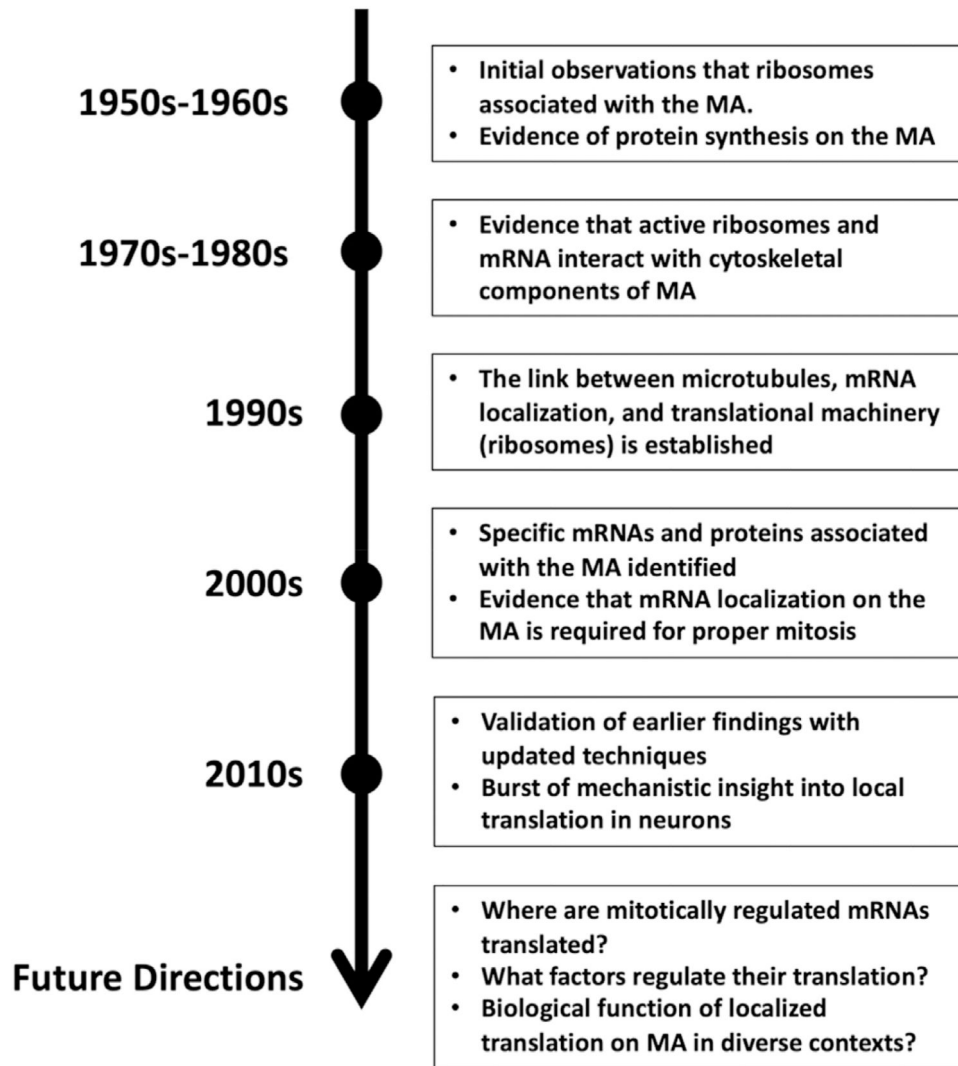 1950s-1960s
• Initial observations that ribosomes
associated with the MA.
• Evidence of protein synthesis on the MA
1970s-1980s
• Evidence that active ribosomes and
mRNA interact with cytoskeletal
components of MA
1990s
• The link between microtubules, mRNA
localization, and translational machinery
(ribosomes) is established
2000s
• Specific mRNAs and proteins associated
with the MA identified
• Evidence that mRNA localization on the
MA is required for proper mitosis
2010s
• Validation of earlier findings with
updated techniques
• Burst of mechanistic insight into local
translation in neurons
Future Directions
• Where are mitotically regulated mRNAs
translated?
• What factors regulate their translation?
• Biological function of localized
translation on MA in diverse contexts?